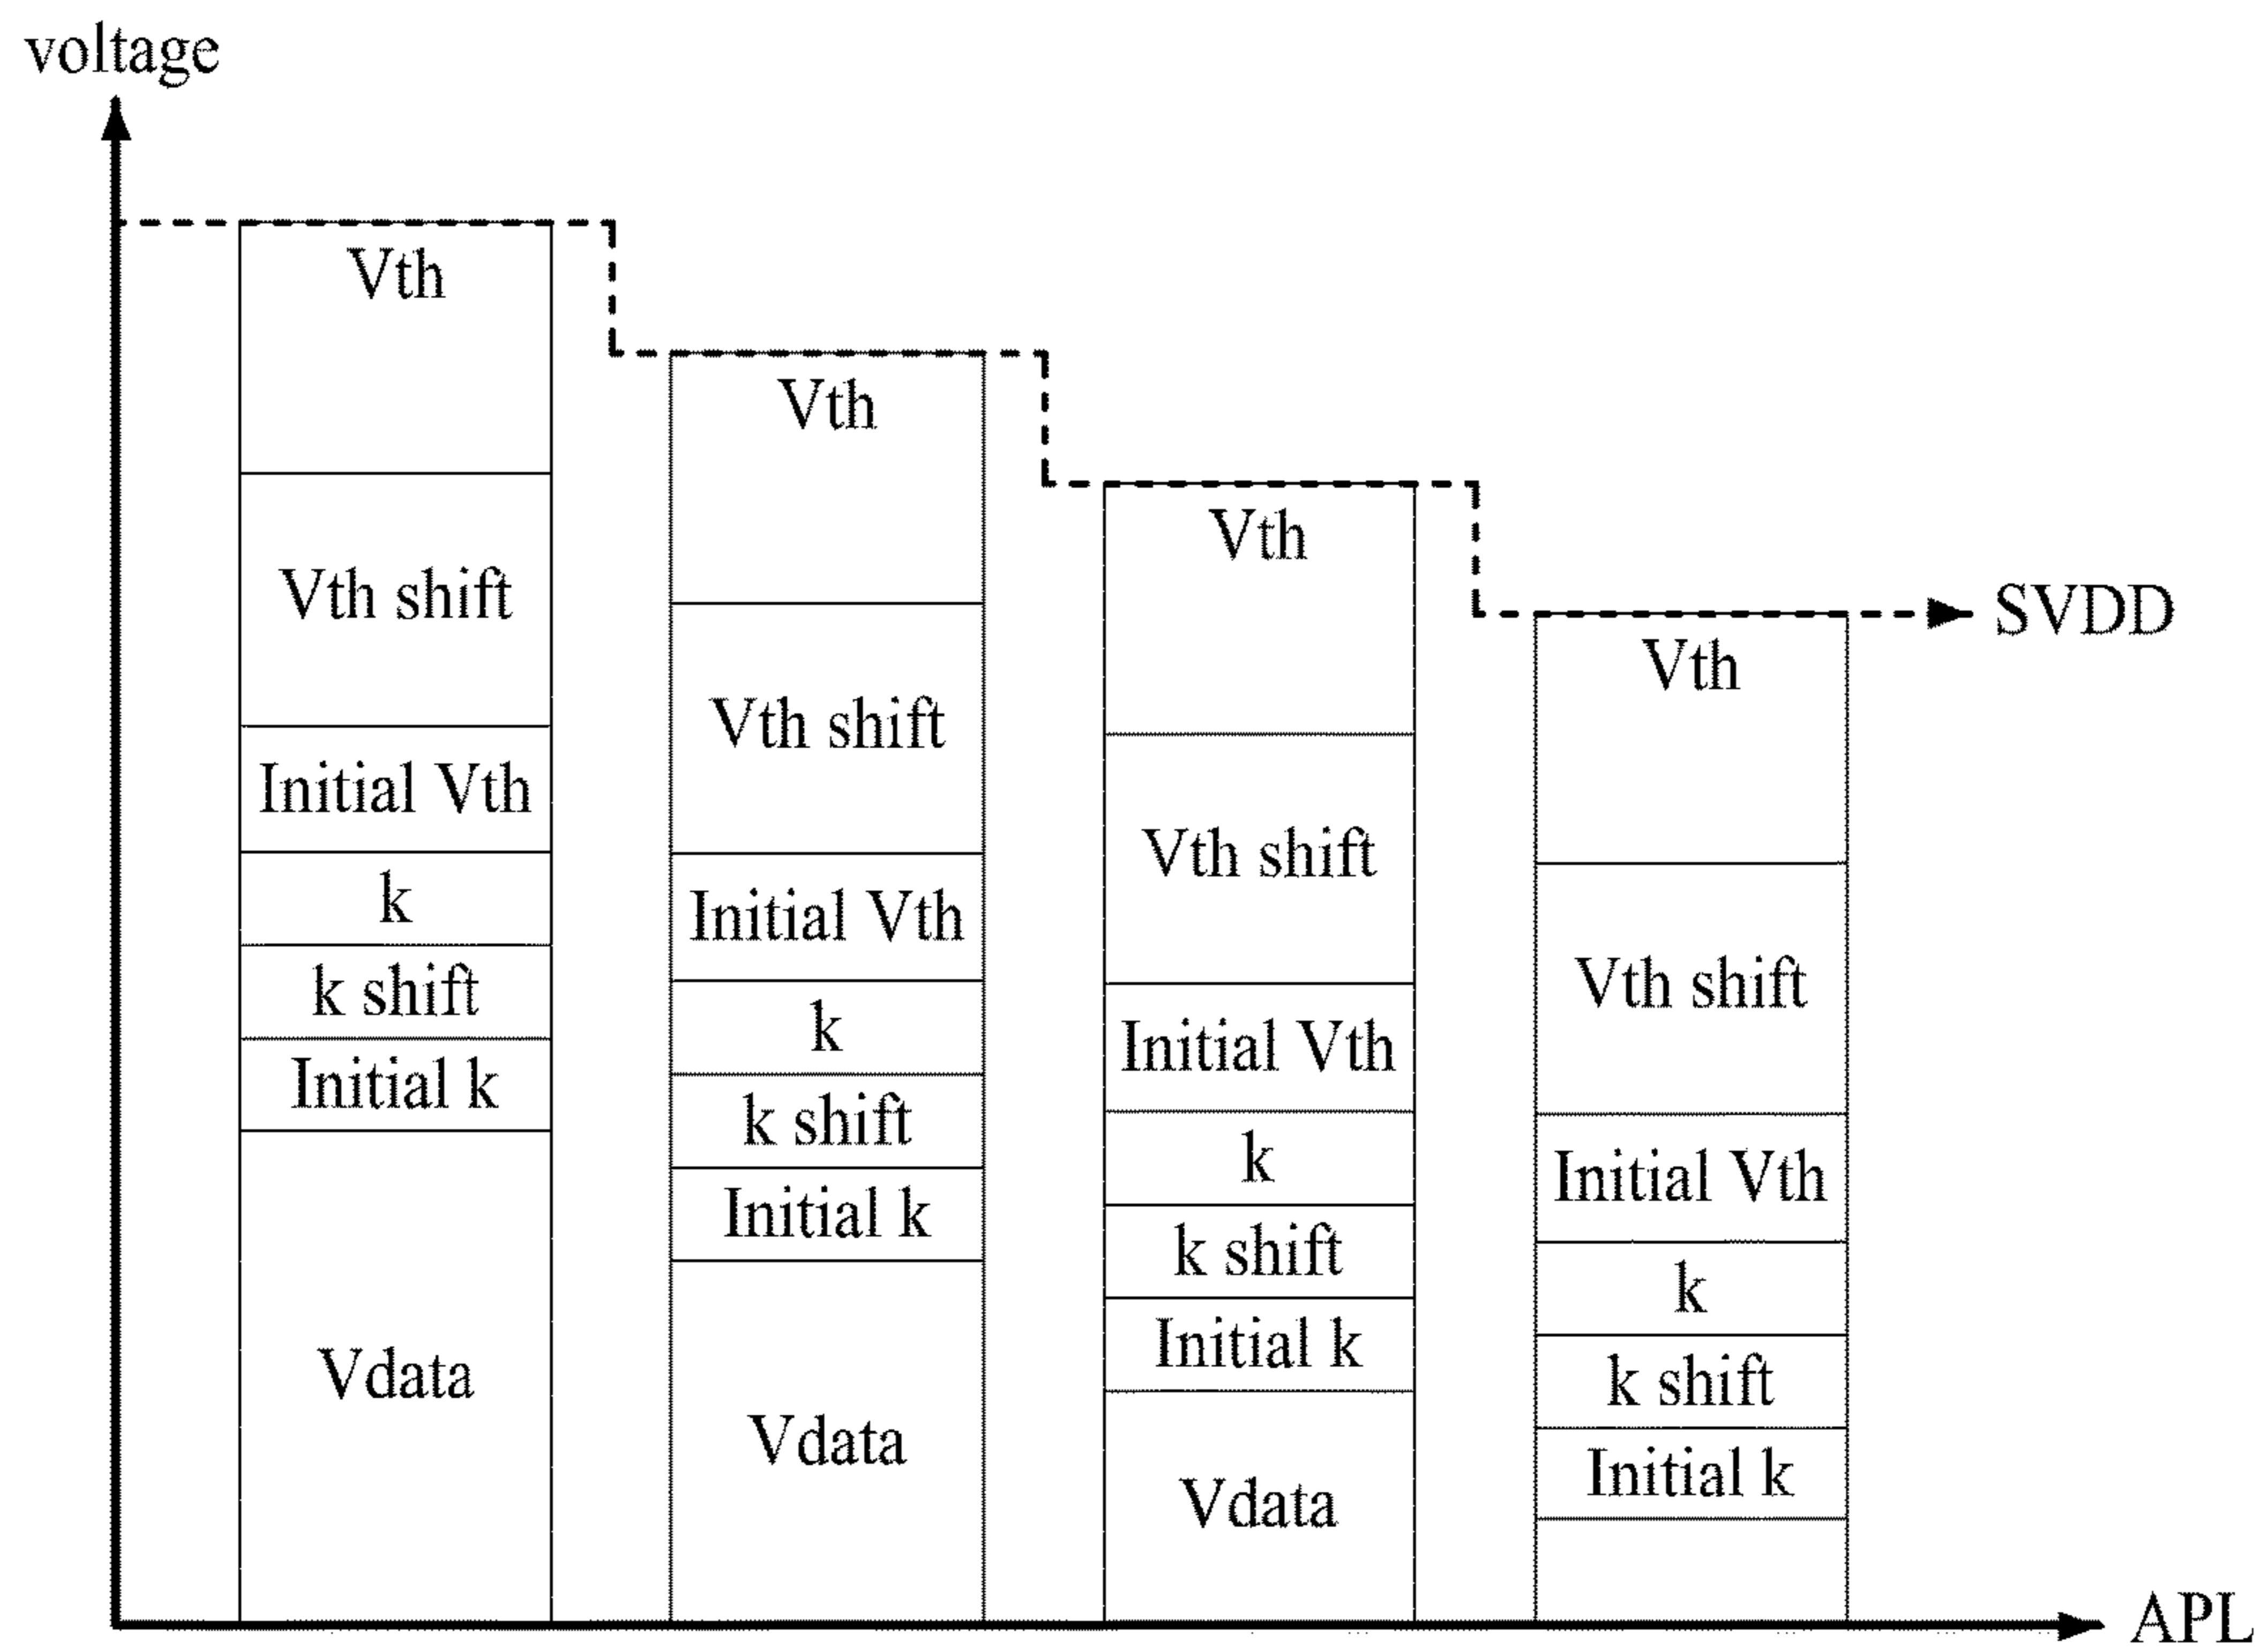 voltage
Vth
Vth shift
Initial Vth
k
k shift
Initial k
Vdata
Vth
Vth shift
Initial Vth
k
k shift
Initial k
Vdata
Vth
Vth shift
Initial Vth
k
k shift
Initial k
Vdata
Vth
Vth shift
Initial Vth
k
k shift
Initial k
SVDD
APL